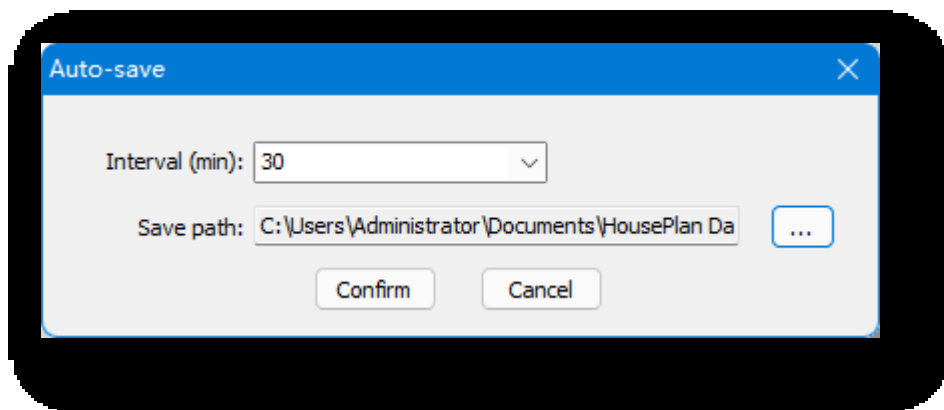 Auto-save
Interval (min): 30
Save path: C:\Users\Administrator\Documents\HousePlan Da ...
Confirm Cancel